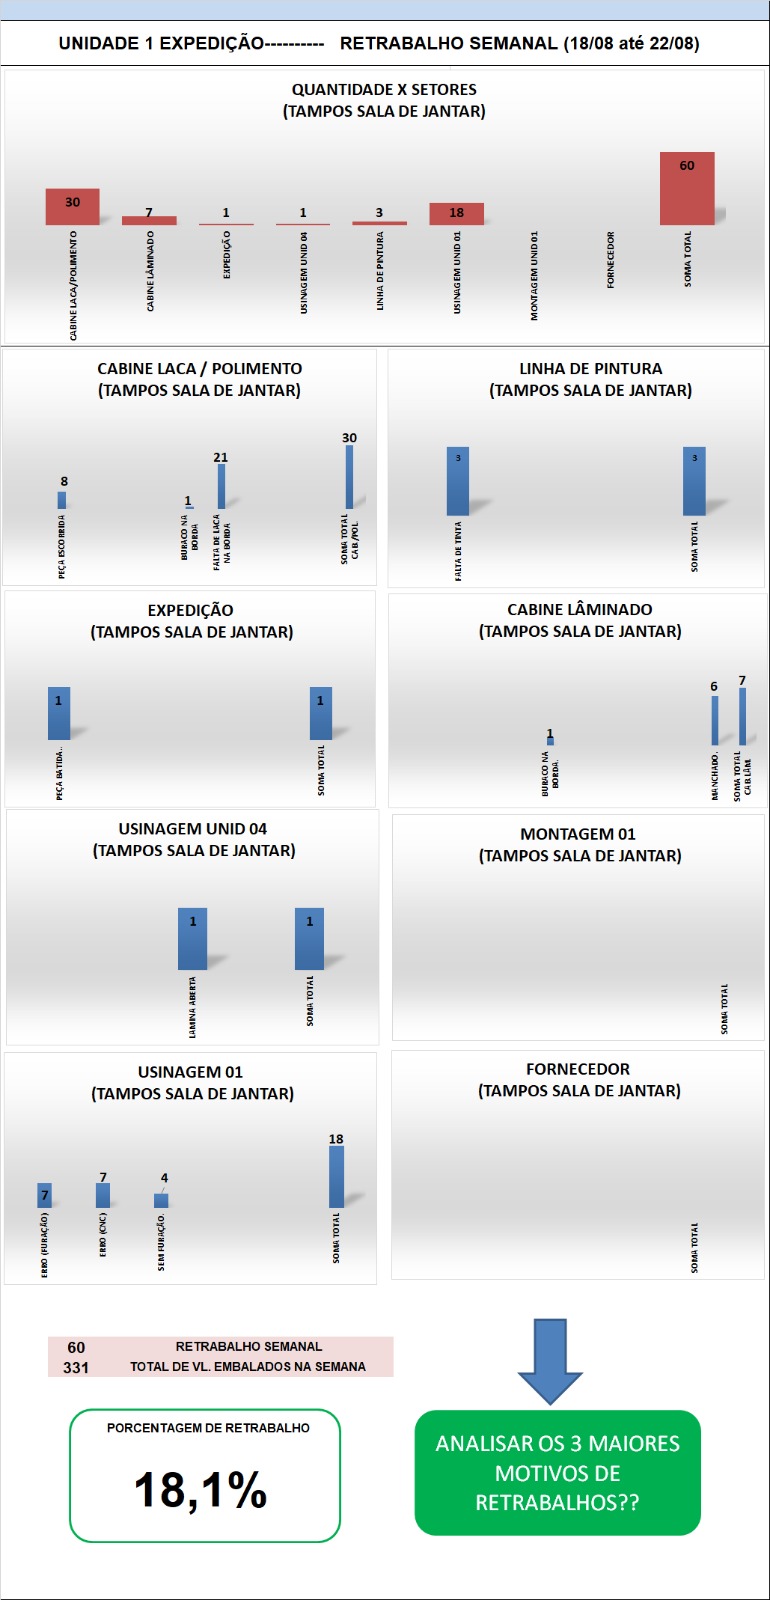 UNIDADE 1 EXPEDIÇÃO---------- RETRABALHO SEMANAL (18/08 até 22/08)
QUANTIDADE X SETORES
(TAMPOS SALA DE JANTAR)
30
7
1
1
3
18
60
CABINE LACA/POLIMENTO
CABINE LÂMINADO
EXPEDIÇÃO
USINAGEM UNID 04
LINHA DE PINTURA
USINAGEM UNID 01
MONTAGEM UNID 01
FORNECEDOR
SOMA TOTAL
CABINE LACA / POLIMENTO
(TAMPOS SALA DE JANTAR)
8
1
21
30
PEÇA ESCORRIDA
BURACO NA
BORDA
FALTA DE LACA
NA BORDA
SOMA TOTAL
CAB./POL.
LINHA DE PINTURA
(TAMPOS SALA DE JANTAR)
3
3
FALTA DE TINTA
SOMA TOTAL
EXPEDIÇÃO
(TAMPOS SALA DE JANTAR)
1
1
PEÇA BATIDA..
SOMA TOTAL
CABINE LÂMINADO
(TAMPOS SALA DE JANTAR)
1
6
7
BURACO NA
BORDA.
MANCHADO.
SOMA TOTAL
CAB.LÂM.
USINAGEM UNID 04
(TAMPOS SALA DE JANTAR)
1
1
LAMINA ABERTA
SOMA TOTAL
MONTAGEM 01
(TAMPOS SALA DE JANTAR)
SOMA TOTAL
USINAGEM 01
(TAMPOS SALA DE JANTAR)
7
7
4
18
ERRO (FURAÇÃO)
ERRO (CNC)
SEM FURAÇÃO.
SOMA TOTAL
FORNECEDOR
(TAMPOS SALA DE JANTAR)
SOMA TOTAL
60 RETRABALHO SEMANAL
331 TOTAL DE VL. EMBALADOS NA SEMANA
PORCENTAGEM DE RETRABALHO
18,1%
ANALISAR OS 3 MAIORES
MOTIVOS DE
RETRABALHOS??